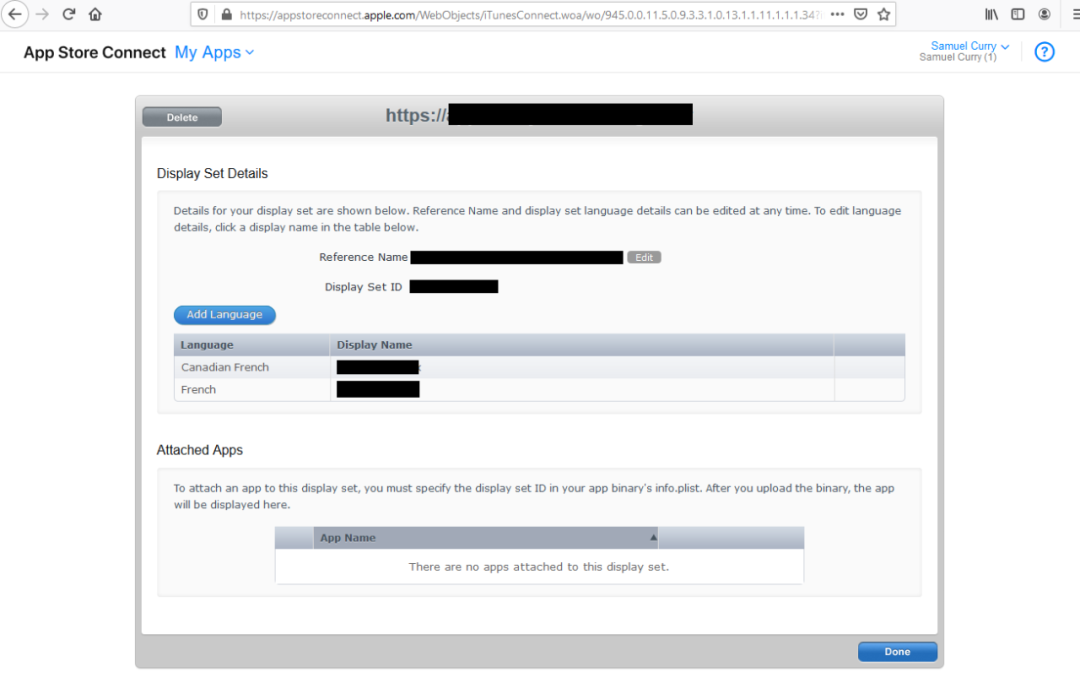 https://appstoreconnect.apple.com/WebObjects/iTunesConnect.woa/wo/945.0.0.11.5.0.9.3.3.1.0.13.1.1.11.1.1.1.34?
App Store Connect My Apps
Samuel Curry
Samuel Curry (1)
?
Delete
https://
Display Set Details
Details for your display set are shown below. Reference Name and display set language details can be edited at any time. To edit language
details, click a display name in the table below.
Reference Name Edit
Display Set ID
Add Language
Language Display Name
Canadian French
French
Attached Apps
To attach an app to this display set, you must specify the display set ID in your app binary's info.plist. After you upload the binary, the app
will be displayed here.
App Name
There are no apps attached to this display set.
Done